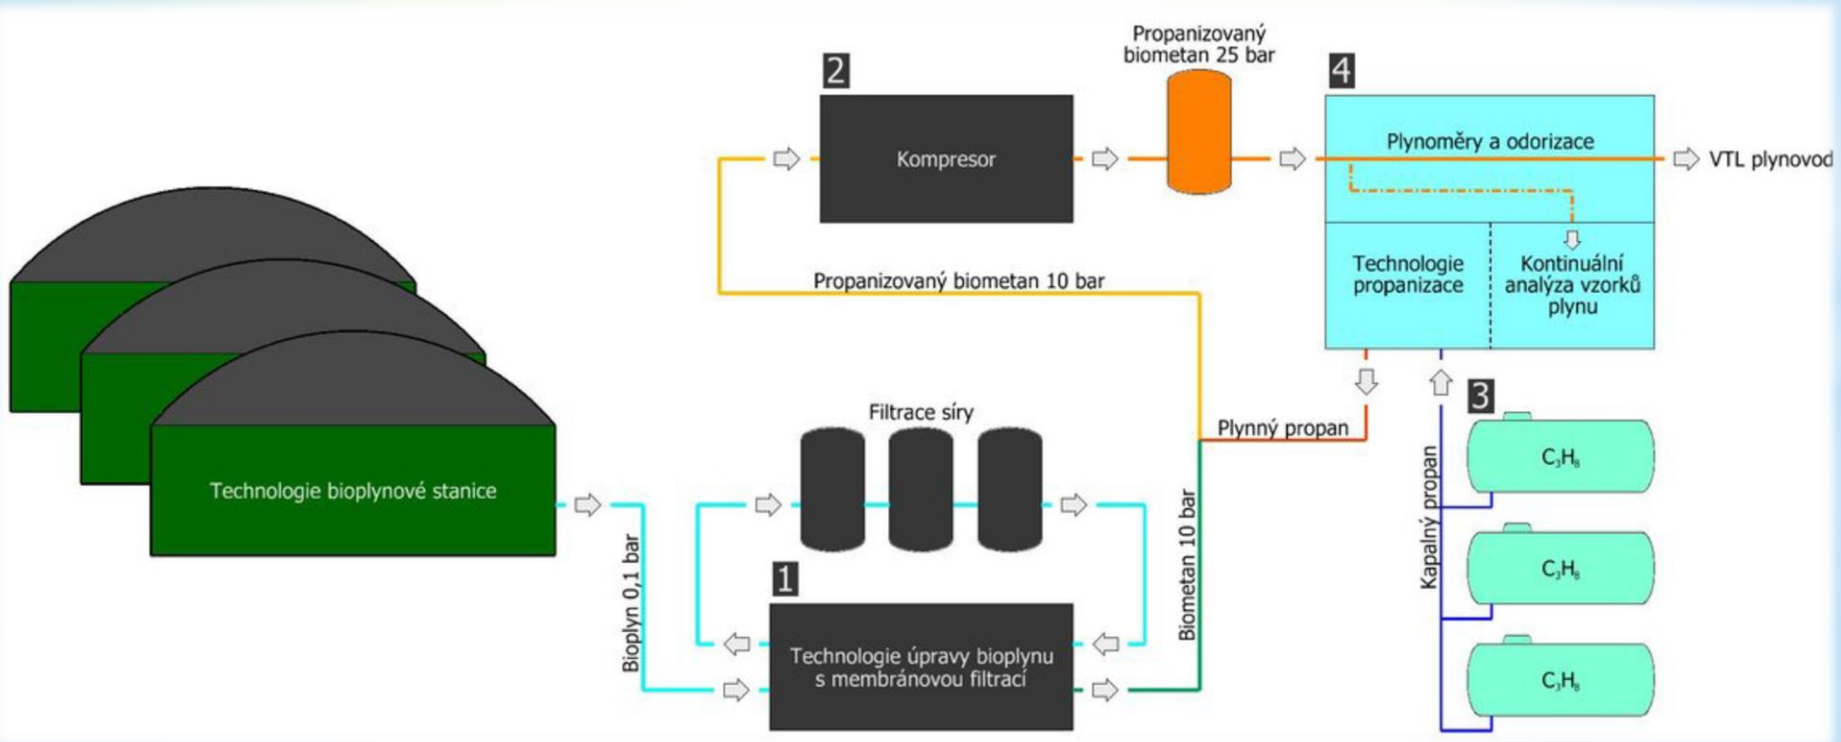 Propanizovaný
biometan 25 bar
2
4
Kompresor
Plynoměry a odorizace
VTL plynovod
Technologie
propanizace
Kontinuální
analýza vzorků
plynu
Propanizovaný biometan 10 bar
3
Filtrace síry
Plynný propan
Kapalný propan
C₃H₈
C₃H₈
C₃H₈
Technologie bioplynové stanice
Bioplyn 0,1 bar
1
Technologie úpravy bioplynu
s membránovou filtrací
Biometan 10 bar